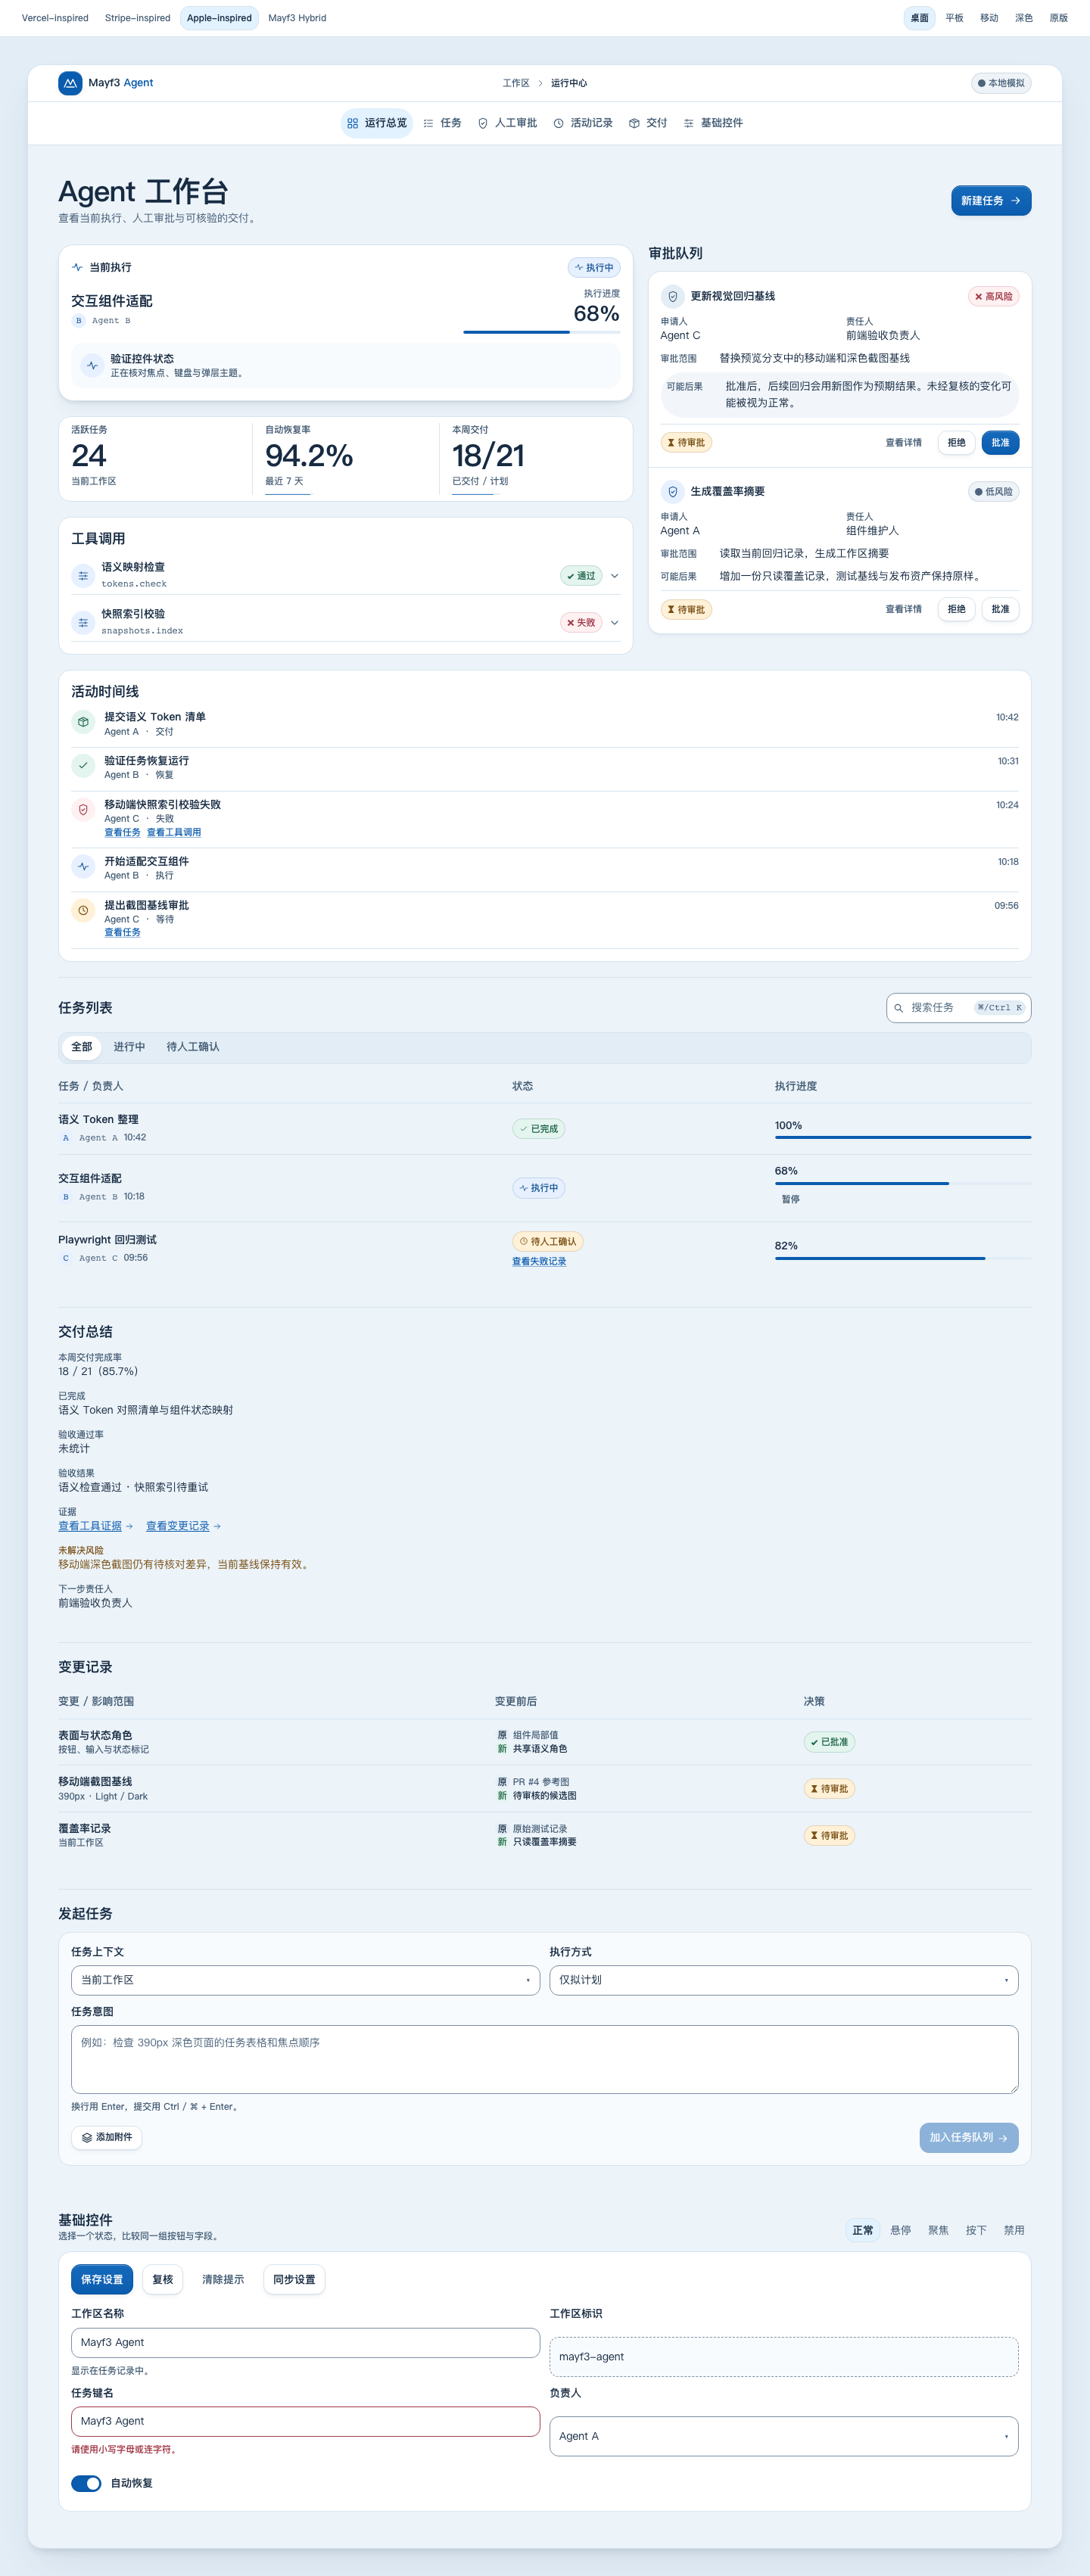 Vercel-inspired Stripe-inspired Apple-inspired Mayf3 Hybrid 桌面 平板 移动 深色 原版
Mayf3 Agent 工作区 > 运行中心 本地模拟
运行总览 任务 人工审批 活动记录 交付 基础控件
Agent 工作台
查看当前执行、人工审批与可核验的交付。
新建任务 →
当前执行 执行中
交互组件适配
B Agent B
执行进度
68%
验证控件状态
正在核对焦点、键盘与弹层主题。
活跃任务
24
当前工作区
自动恢复率
94.2%
最近 7 天
本周交付
18/21
已交付 / 计划
工具调用
语义映射检查
tokens.check
通过
快照索引校验
snapshots.index
失败
审批队列
更新视觉回归基线 高风险
申请人 责任人
Agent C 前端验收负责人
审批范围 替换预览分支中的移动端和深色截图基线
可能后果 批准后，后续回归会用新图作为预期结果。未经复核的变化可
能被视为正常。
待审批 查看详情 拒绝 批准
生成覆盖率摘要 低风险
申请人 责任人
Agent A 组件维护人
审批范围 读取当前回归记录，生成工作区摘要
可能后果 增加一份只读覆盖记录，测试基线与发布资产保持原样。
待审批 查看详情 拒绝 批准
活动时间线
提交语义 Token 清单 10:42
Agent A · 交付
验证任务恢复运行 10:31
Agent B · 恢复
移动端快照索引校验失败 10:24
Agent C · 失败
查看任务 查看工具调用
开始适配交互组件 10:18
Agent B · 执行
提出截图基线审批 09:56
Agent C · 等待
查看任务
任务列表 搜索任务 ⌘/Ctrl K
全部 进行中 待人工确认
任务 / 负责人 状态 执行进度
语义 Token 整理
A Agent A 10:42
已完成
100%
交互组件适配
B Agent B 10:18
执行中
68%
暂停
Playwright 回归测试
C Agent C 09:56
待人工确认
查看失败记录
82%
交付总结
本周交付完成率
18 / 21（85.7%）
已完成
语义 Token 对照清单与组件状态映射
验收通过率
未统计
验收结果
语义检查通过 · 快照索引待重试
证据
查看工具证据 → 查看变更记录 →
未解决风险
移动端深色截图仍有待核对差异，当前基线保持有效。
下一步责任人
前端验收负责人
变更记录
变更 / 影响范围 变更前后 决策
表面与状态角色
按钮、输入与状态标记
原 组件局部值
新 共享语义角色
已批准
移动端截图基线
390px · Light / Dark
原 PR #4 参考图
新 待审核的候选图
待审批
覆盖率记录
当前工作区
原 原始测试记录
新 只读覆盖率摘要
待审批
发起任务
任务上下文 执行方式
当前工作区 仅拟计划
任务意图
例如：检查 390px 深色页面的任务表格和焦点顺序
换行用 Enter，提交用 Ctrl / ⌘ + Enter。
添加附件 加入任务队列 →
基础控件
选择一个状态，比较同一组按钮与字段。
正常 悬停 聚焦 按下 禁用
保存设置 复核 清除提示 同步设置
工作区名称 工作区标识
Mayf3 Agent mayf3-agent
显示在任务记录中。
任务键名 负责人
Mayf3 Agent Agent A
请使用小写字母或连字符。
自动恢复